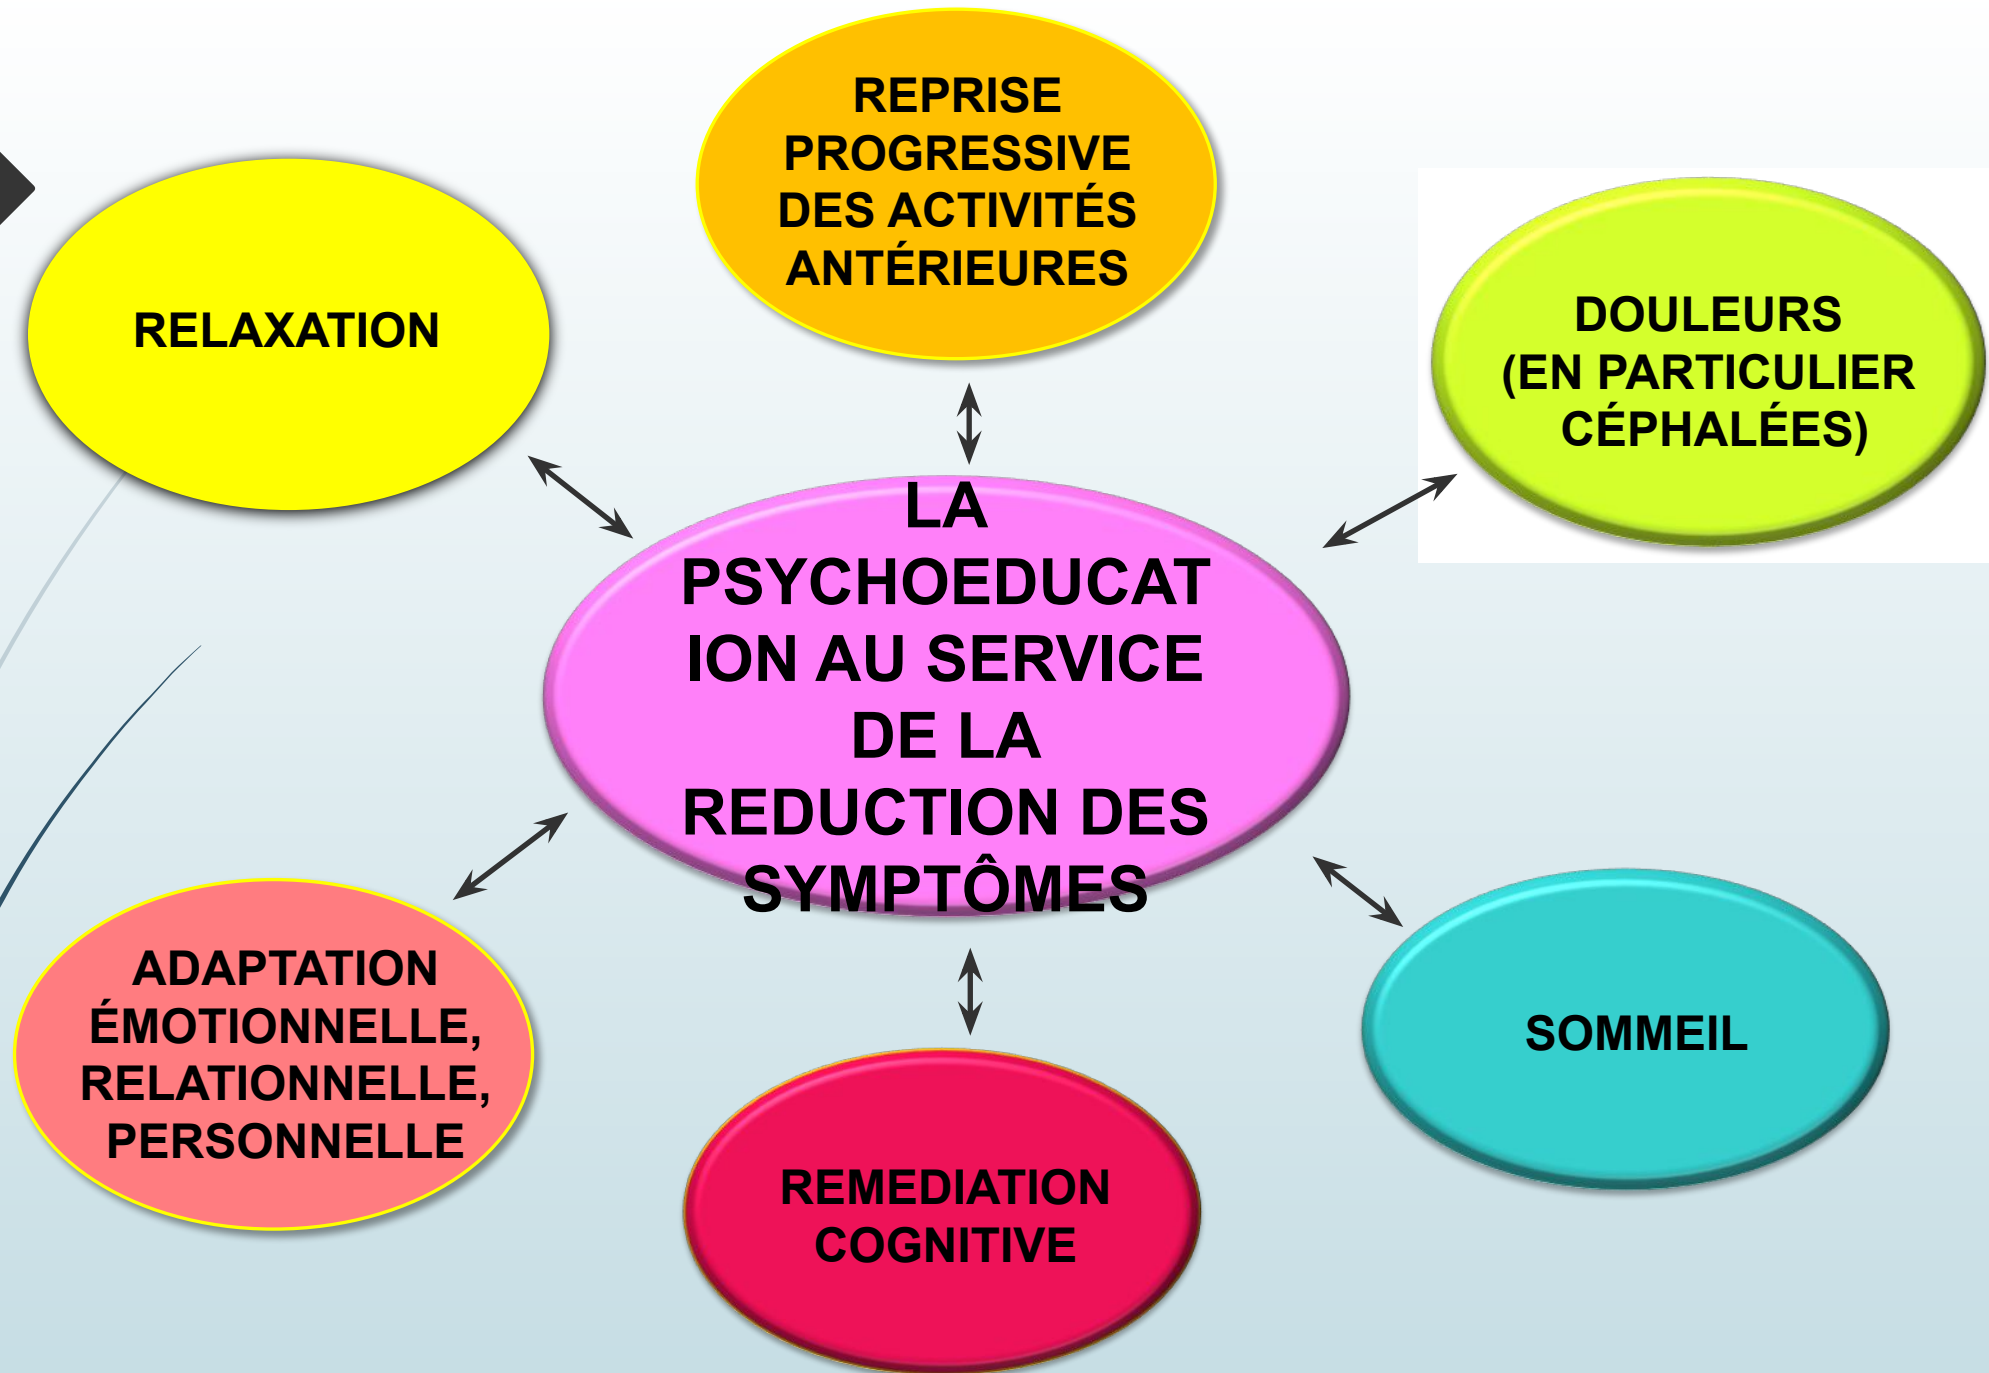 REPRISE
PROGRESSIVE
DES ACTIVITÉS
ANTÉRIEURES
RELAXATION
DOULEURS
(EN PARTICULIER
CÉPHALÉES)
LA
PSYCHOEDUCAT
ION AU SERVICE
DE LA
REDUCTION DES
SYMPTÔMES
ADAPTATION
ÉMOTIONNELLE,
RELATIONNELLE,
PERSONNELLE
SOMMEIL
REMEDIATION
COGNITIVE